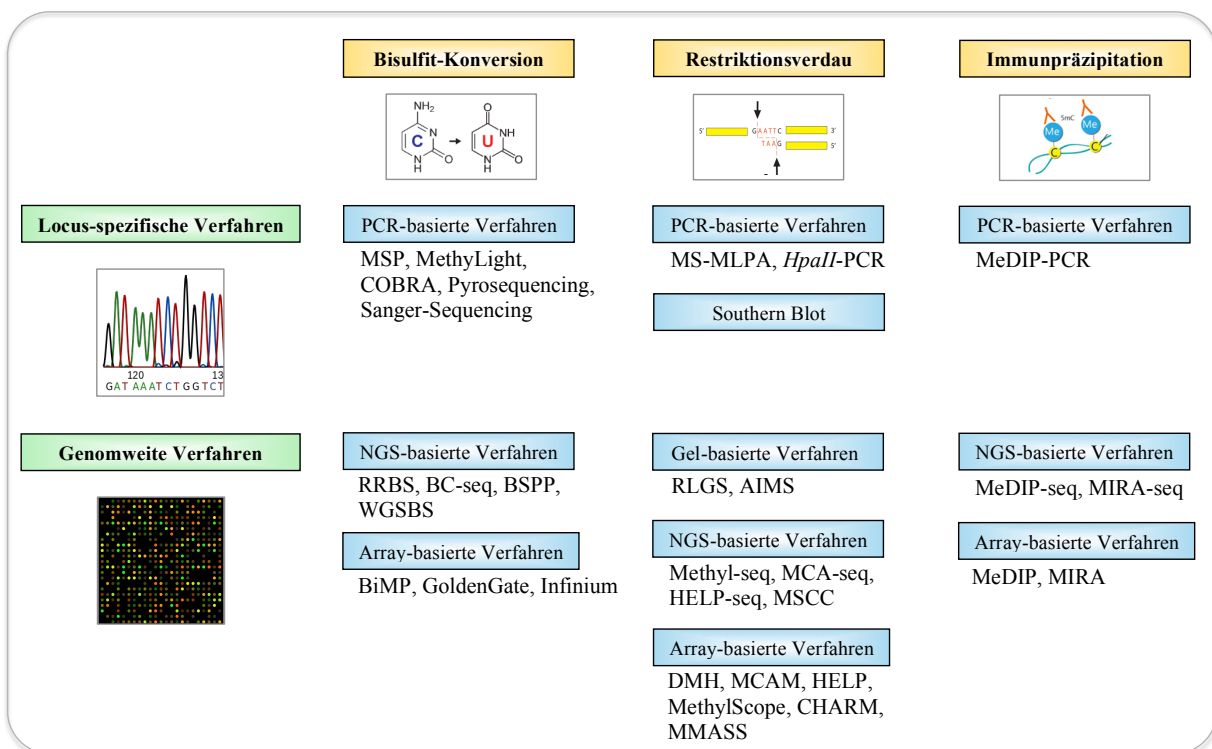 Bisulfit-Konversion
Restriktionsverdau
Immunpräzipitation
NH₂
C
N
N
H
O
U
O
NH
N
H
O
5'
GAATTC
3'
TAAG
5'
Me
5mC
Me
C
C
Locus-spezifische Verfahren
PCR-basierte Verfahren
MSP, MethyLight,
COBRA, Pyrosequencing,
Sanger-Sequencing
PCR-basierte Verfahren
MS-MLPA, HpaII-PCR
Southern Blot
PCR-basierte Verfahren
MeDIP-PCR
120
13
GATAAATCTGGTCT
Genomweite Verfahren
NGS-basierte Verfahren
RRBS, BC-seq, BSPP,
WGSBS
Array-basierte Verfahren
BiMP, GoldenGate, Infinium
Gel-basierte Verfahren
RLGS, AIMS
NGS-basierte Verfahren
Methyl-seq, MCA-seq,
HELP-seq, MSCC
Array-basierte Verfahren
DMH, MCAM, HELP,
MethylScope, CHARM,
MMASS
NGS-basierte Verfahren
MeDIP-seq, MIRA-seq
Array-basierte Verfahren
MeDIP, MIRA